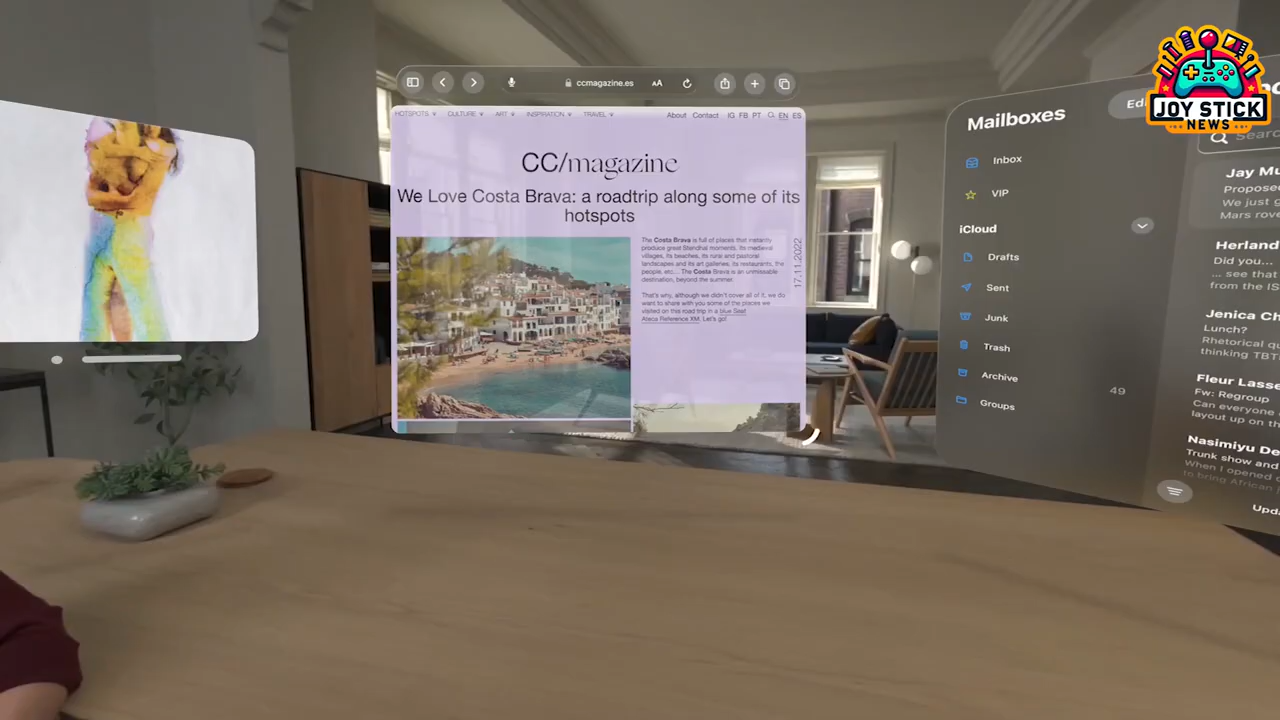 ccmagazine.es
AA
HOTSPOTS
CULTURE
ART
INSPIRATION
TRAVEL
About
Contact
IG
FB
PT
EN
ES
CC/magazine
We Love Costa Brava: a roadtrip along some of its
hotspots
The Costa Brava is full of places that instantly
produce great Stendhal moments. Its medieval
villages, its beaches, its rural and pastoral
landscapes and its art galleries, its restaurants, the
people, etc... The Costa Brava is an unmissable
destination, beyond the summer.
That's why, although we didn't cover all of it, we do
want to share with you some of the places we
visited on this road trip in a blue Seat
Ateca Reference XM. Let's go!
17.11.2022
Mailboxes
Inbox
VIP
iCloud
Drafts
Sent
Junk
Trash
Archive
49
Groups
Jay
Propose
We just g
Mars rove
Herland
Did you...
... see that
from the IS
Jenica
Lunch?
Rhetorical
thinking TBT
Fleur Lasse
Fw: Regroup
Can everyone
layout up on the
Nasimiyu
Trunk show and
When I opened
to bring African
JOY STICK
NEWS